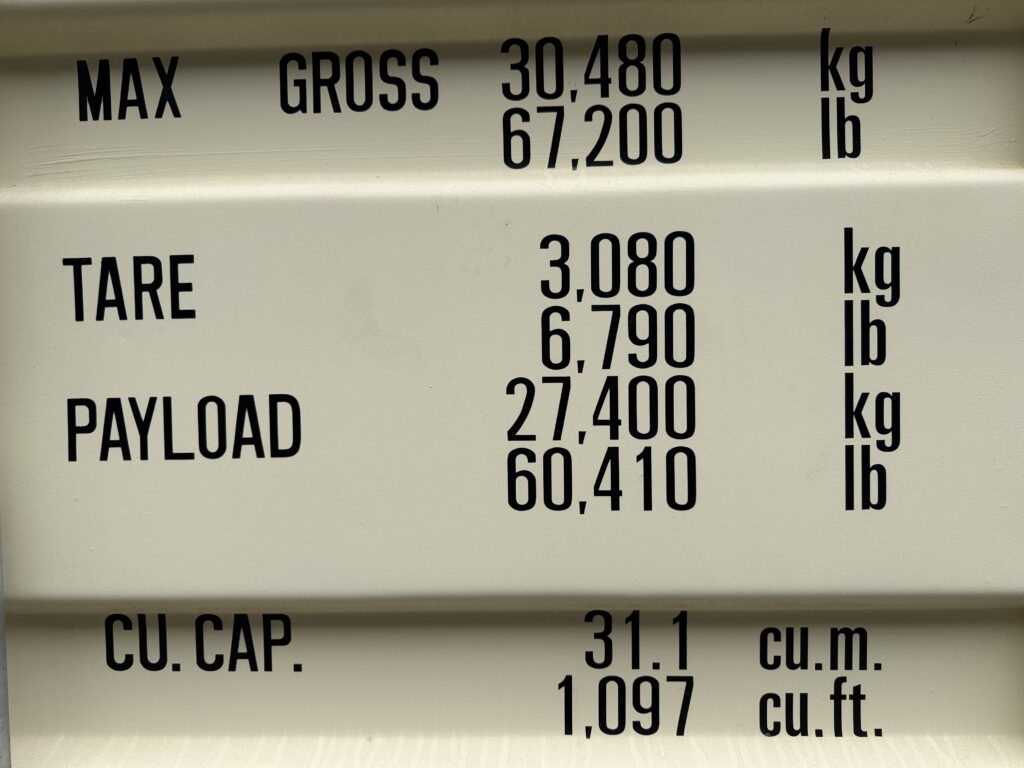 MAX GROSS 30,480 kg
67,200 lb
TARE 3,080 kg
6,790 lb
PAYLOAD 27,400 kg
60,410 lb
CU. CAP. 31.1 cu.m.
1,097 cu.ft.